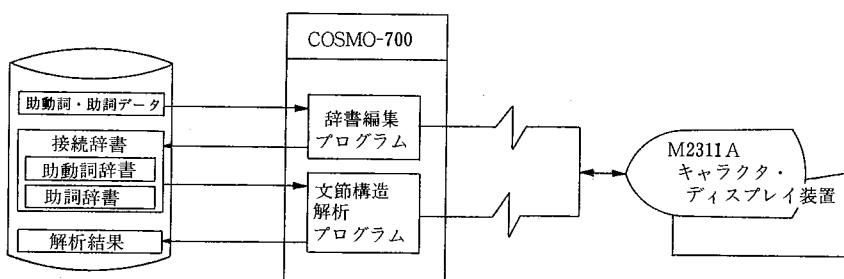 COSMO-700
助動詞・助詞データ
接続辞書
助動詞辞書
助詞辞書
解析結果
辞書編集
プログラム
文節構造
解析
プログラム
M2311A
キャラクタ・
ディスプレイ装置